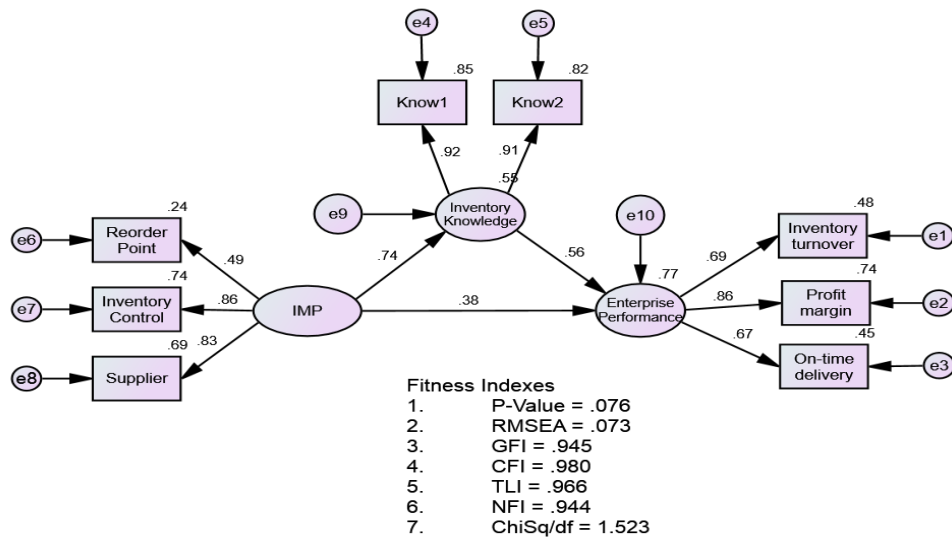 e4
e5
.85
.82
Know1
Know2
.92
.91
.55
e9
Inventory
Knowledge
e10
.24
.48
e6
Reorder
Point
Inventory
turnover
e1
.49
.74
.56
.69
.77
.74
.74
e7
Inventory
Control
.86
IMP
.38
Enterprise
Performance
.86
Profit
margin
e2
.69
.83
.67
.45
e8
Supplier
On-time
delivery
e3
Fitness Indexes
1. P-Value = .076
2. RMSEA = .073
3. GFI = .945
4. CFI = .980
5. TLI = .966
6. NFI = .944
7. ChiSq/df = 1.523